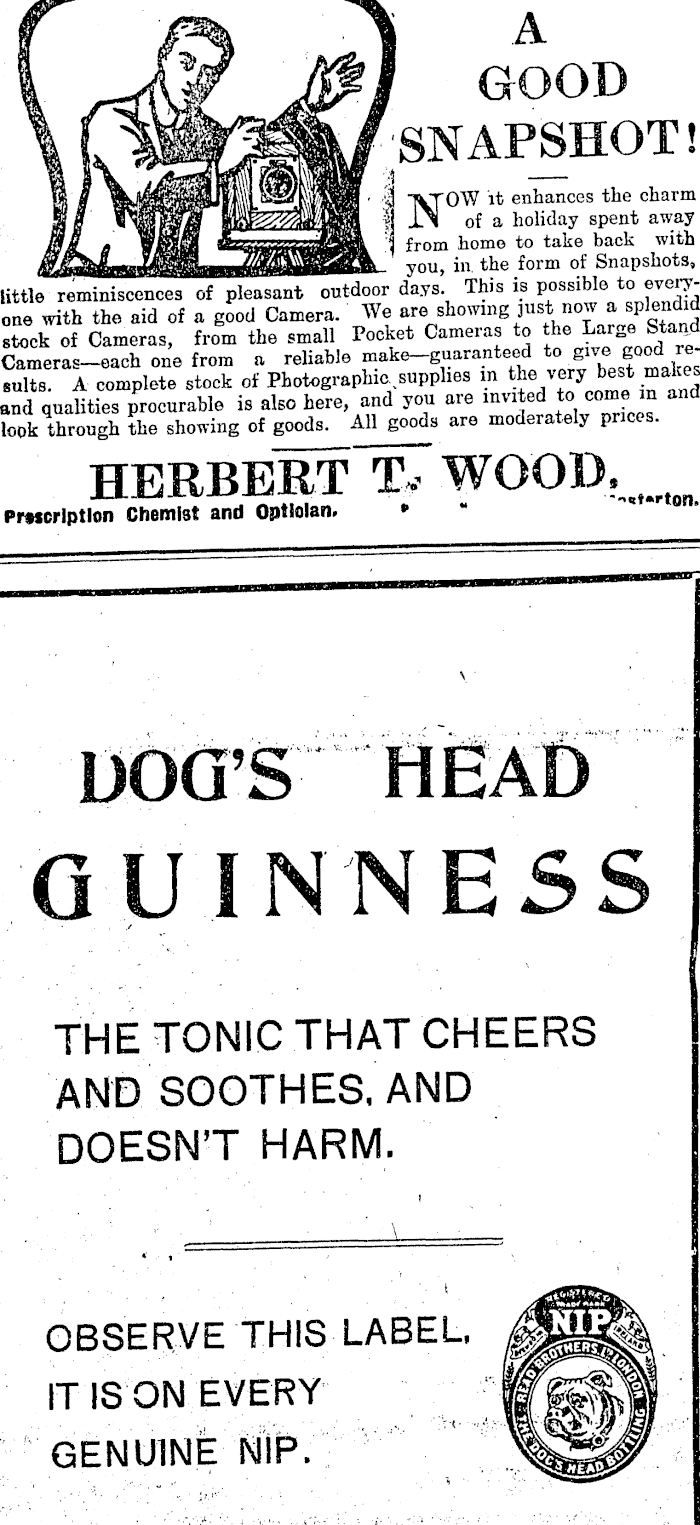 A
GOOD
SNAPSHOT!
NOW it enhances the charm
of a holiday spent away
from home to take back with
you, in the form of Snapshots,
little reminiscences of pleasant outdoor days. This is possible to every-
one with the aid of a good Camera. We are showing just now a splendid
stock of Cameras, from the small Pocket Cameras to the Large Stand
Cameras—each one from a reliable make—guaranteed to give good re-
sults. A complete stock of Photographic supplies in the very best makes
and qualities procurable is also here, and you are invited to come in and
look through the showing of goods. All goods are moderately prices.
HERBERT T. WOOD,
Prescription Chemist and Optician.
DOG'S HEAD
GUINNESS
THE TONIC THAT CHEERS
AND SOOTHES, AND
DOESN'T HARM.
OBSERVE THIS LABEL,
IT IS ON EVERY
GENUINE NIP.
REGISTERED
TRADE MARK
NIP
READ BROTHERS LTD LONDON
THE DOG'S HEAD BOTTLING